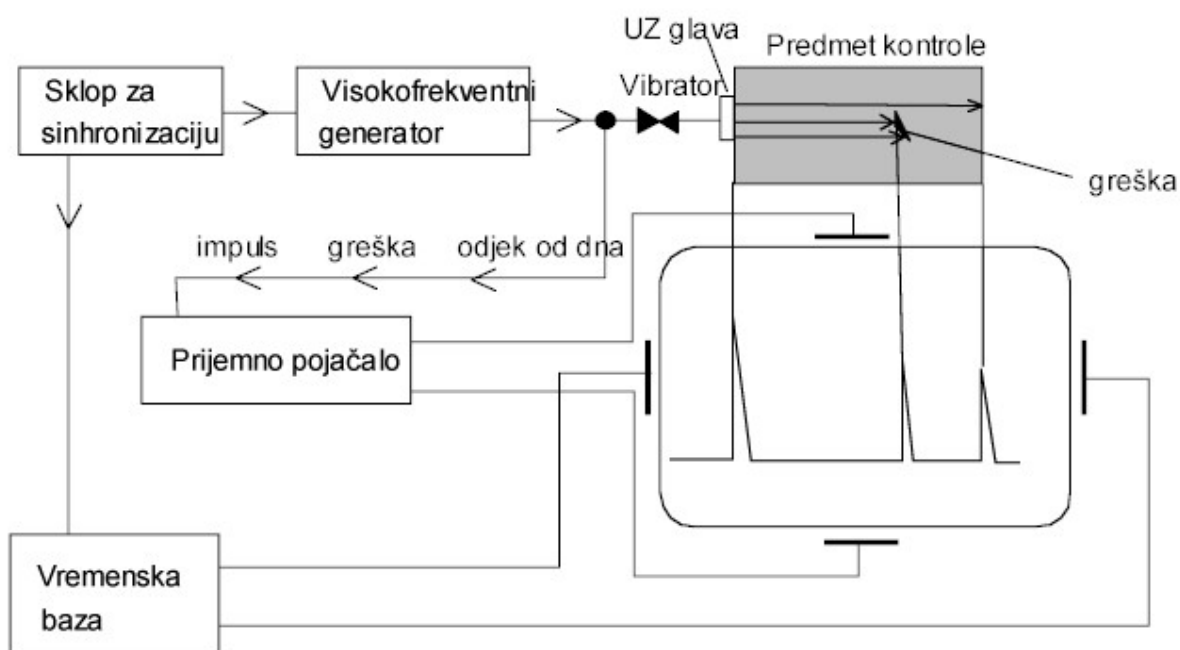 UZ glava
Predmet kontrole
Sklop za
sinhronizaciju
Visokofrekventni
generator
Vibrator
greška
impuls
greška
odjek od dna
Prijemno pojačalo
Vremenska
baza